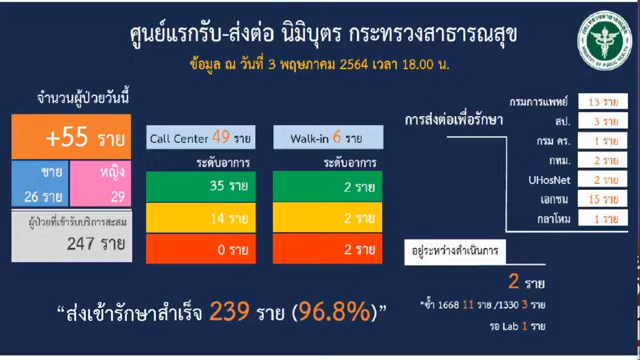 ศูนย์แรกรับ-ส่งต่อ นิมิบุตร กระทรวงสาธารณสุข
ข้อมูล ณ วันที่ 3 พฤษภาคม 2564 เวลา 18.00 น.
จำนวนผู้ป่วยวันนี้
+55 ราย
ชาย
26 ราย
หญิง
29
ผู้ป่วยที่เข้ารับบริการสะสม
247 ราย
Call Center 49 ราย
ระดับอาการ
35 ราย
14 ราย
0 ราย
Walk-in 6 ราย
ระดับอาการ
2 ราย
2 ราย
2 ราย
การส่งต่อเพื่อรักษา
กรมการแพทย์ 13 ราย
สป. 3 ราย
กรม คร. 1 ราย
กทม. 2 ราย
UHosNet 2 ราย
เอกชน 15 ราย
กลาโหม 1 ราย
อยู่ระหว่างดำเนินการ
2 ราย
*ซ้ำ 1668 11 ราย /1330 3 ราย
รอ Lab 1 ราย
“ส่งเข้ารักษาสำเร็จ 239 ราย (96.8%)”